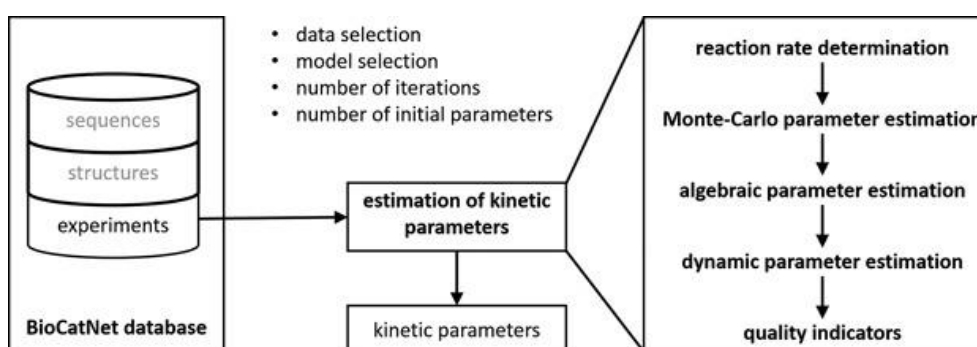 sequences
structures
experiments
BioCatNet database
• data selection
• model selection
• number of iterations
• number of initial parameters
estimation of kinetic
parameters
kinetic parameters
reaction rate determination
Monte-Carlo parameter estimation
algebraic parameter estimation
dynamic parameter estimation
quality indicators